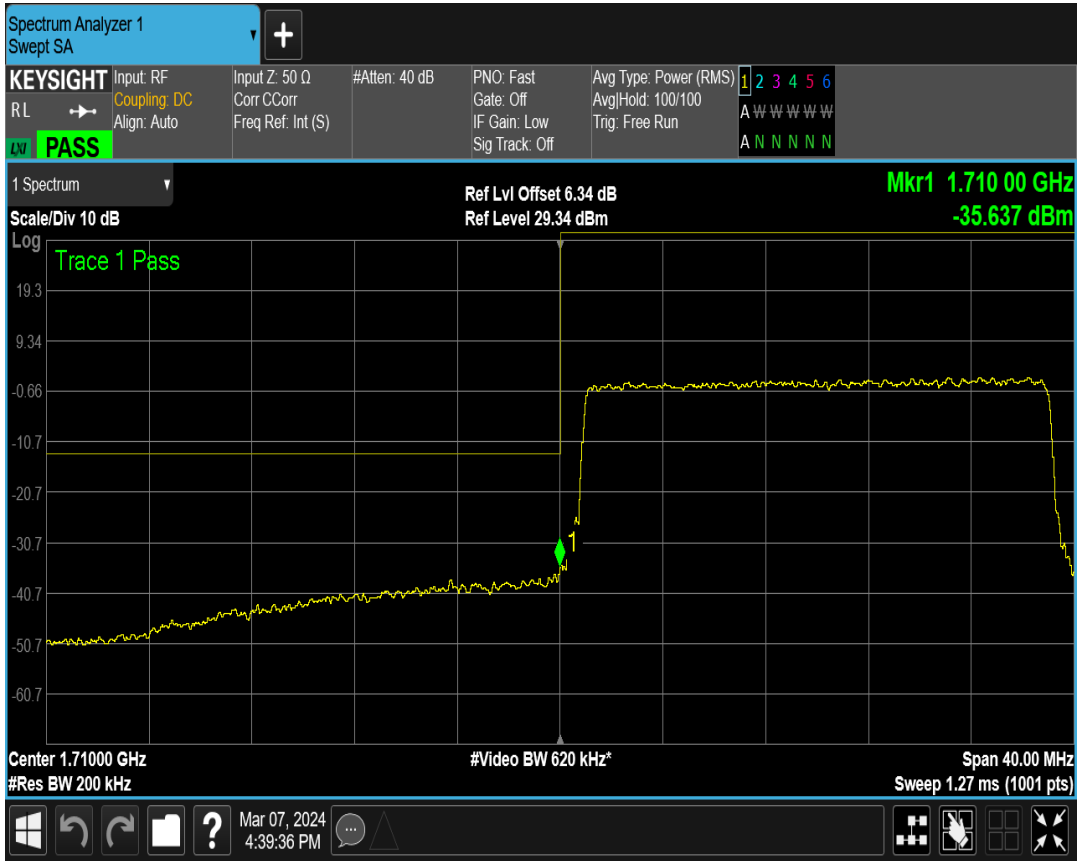 Spectrum Analyzer 1
Swept SA
+
KEYSIGHT
RL
LXI PASS
Input: RF
Coupling: DC
Align: Auto
Input Z: 50 Ω
Corr CCorr
Freq Ref: Int (S)
#Atten: 40 dB
PNO: Fast
Gate: Off
IF Gain: Low
Sig Track: Off
Avg Type: Power (RMS)
Avg|Hold: 100/100
Trig: Free Run
1 2 3 4 5 6
A W W W W W
A N N N N N
1 Spectrum
Scale/Div 10 dB
Ref Lvl Offset 6.34 dB
Ref Level 29.34 dBm
Mkr1 1.710 00 GHz
-35.637 dBm
Log
Trace 1 Pass
19.3
9.34
-0.66
-10.7
-20.7
-30.7
1
-40.7
-50.7
-60.7
Center 1.71000 GHz
#Video BW 620 kHz*
Span 40.00 MHz
#Res BW 200 kHz
Sweep 1.27 ms (1001 pts)
?
Mar 07, 2024
4:39:36 PM